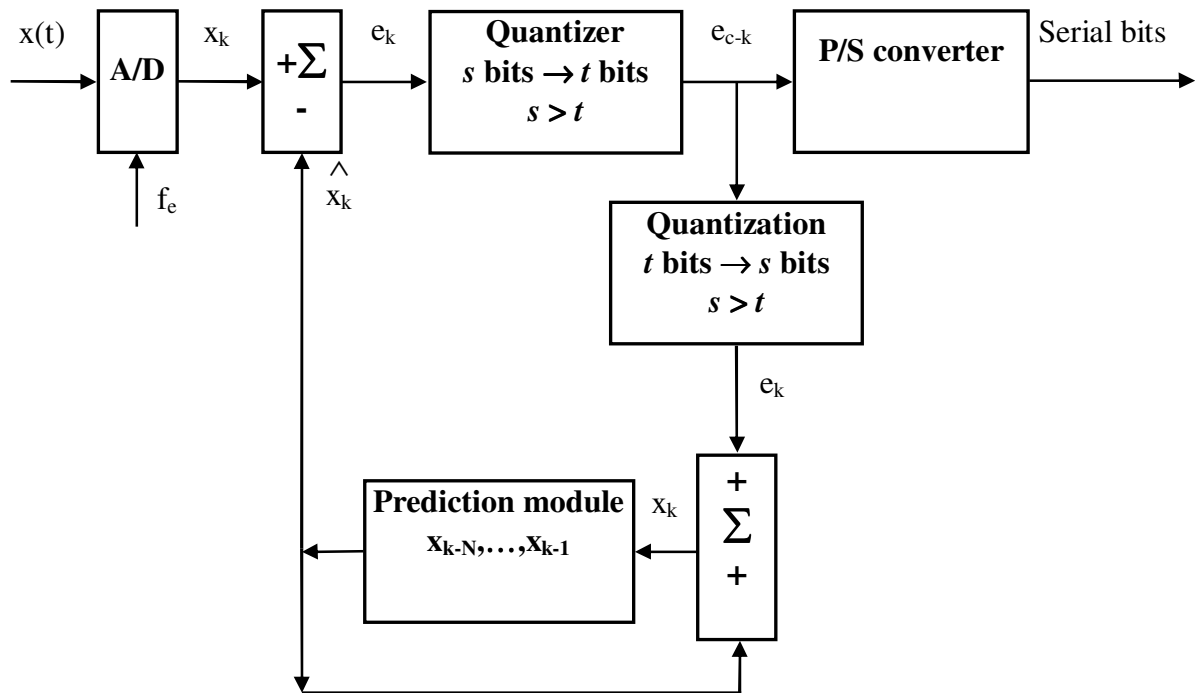 x(t)
A/D
f_e
x_k
+Σ
-
x̂_k
e_k
Quantizer
s bits → t bits
s > t
e_c-k
P/S converter
Serial bits
Quantization
t bits → s bits
s > t
e_k
+
Σ
+
x_k
Prediction module
x_k-N,…,x_k-1